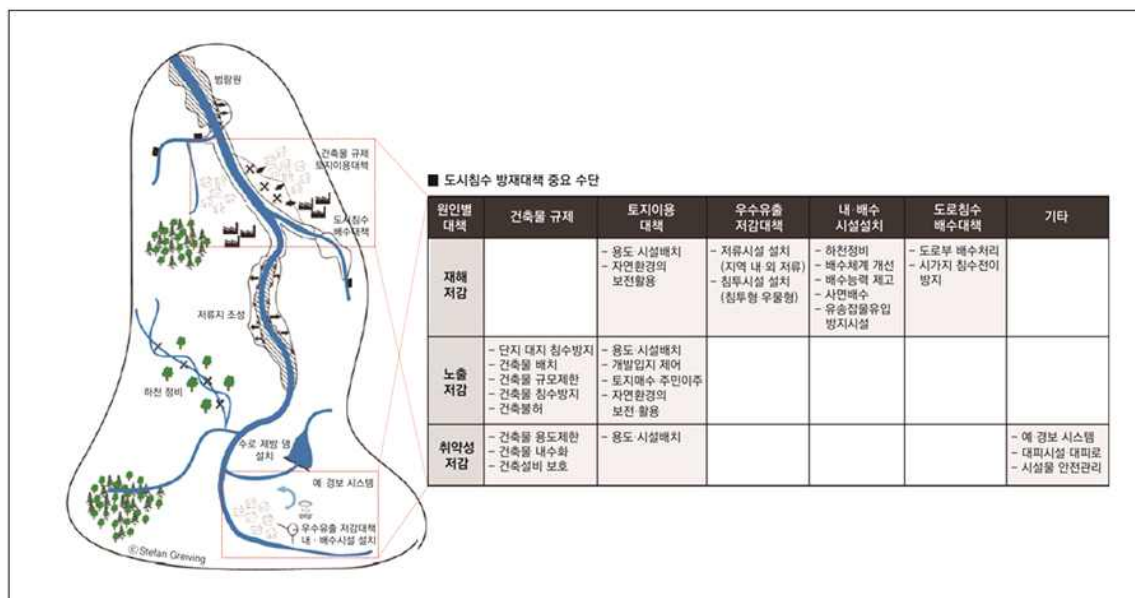 범람원
건축물 규제
토지이용대책
도시침수
배수대책
저류지 조성
하천 정비
수로 제방 댐
설치
예 경보 시스템
우수유출 저감대책
내 · 배수시설 설치
ⓒStefan Greiving
■ 도시침수 방재대책 중요 수단
원인별 대책 건축물 규제 토지이용 대책 우수유출 저감대책 내·배수 시설설치 도로침수 배수대책 기타
재해
저감
– 용도·시설배치
– 자연환경의
보전활용
– 저류시설 설치
(지역 내·외 저류)
– 침투시설 설치
(침투형 우물형)
– 하천정비
– 배수체계 개선
– 배수능력 제고
– 사면배수
– 유송잡물유입
방지시설
– 도로부 배수처리
– 시가지 침수전이
방지
노출
저감
– 단지·대지 침수방지
– 건축물 배치
– 건축물 규모제한
– 건축물 침수방지
– 건축불허
– 용도·시설배치
– 개발입지 제어
– 토지매수 주민이주
– 자연환경의
보전·활용
취약성
저감
– 건축물 용도제한
– 건축물 내수화
– 건축설비 보호
– 용도·시설배치
– 예·경보 시스템
– 대피시설·대피로
– 시설물 안전관리